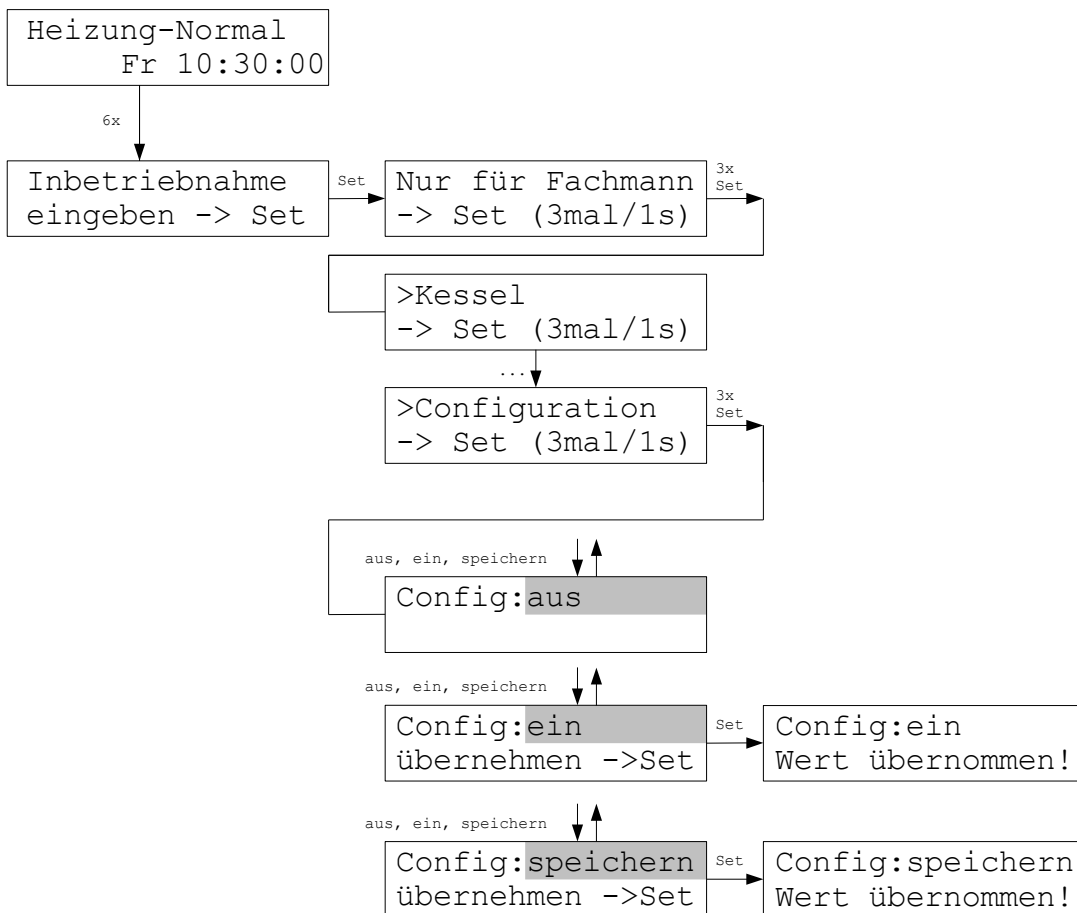 Heizung-Normal
Fr 10:30:00
6x
Inbetriebnahme
eingeben -> Set
Set
Nur für Fachmann
-> Set (3mal/1s)
3x
Set
>Kessel
-> Set (3mal/1s)
...
>Configuration
-> Set (3mal/1s)
3x
Set
aus, ein, speichern
Config:aus
aus, ein, speichern
Config:ein
übernehmen ->Set
Set
Config:ein
Wert übernommen!
aus, ein, speichern
Config:speichern
übernehmen ->Set
Set
Config:speichern
Wert übernommen!